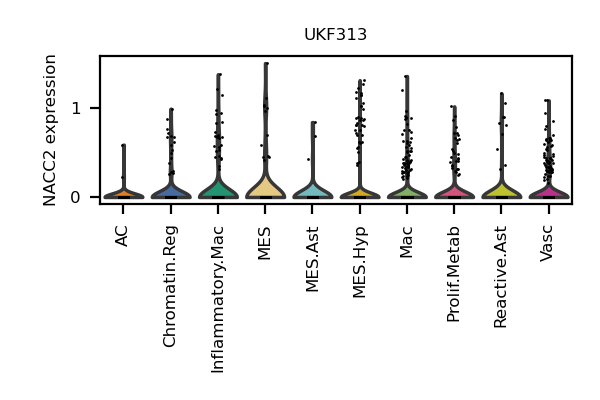 UKF313
NACC2 expression
1
0
AC
Chromatin.Reg
Inflammatory.Mac
MES
MES.Ast
MES.Hyp
Mac
Prolif.Metab
Reactive.Ast
Vasc